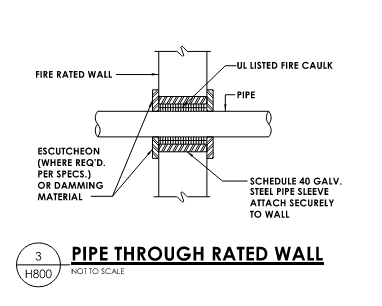 UL LISTED FIRE CAULK
FIRE RATED WALL
PIPE
ESCUTCHEON
(WHERE REQ'D.
PER SPECS.)
OR DAMMING
MATERIAL
SCHEDULE 40 GALV.
STEEL PIPE SLEEVE
ATTACH SECURELY
TO WALL
3
H800
PIPE THROUGH RATED WALL
NOT TO SCALE